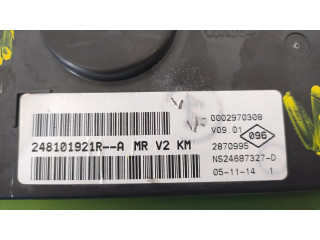 0002970308
V09 01 096
248101921R--A MR V2 KM
2870995
NS24687327-D
05-11-14 1